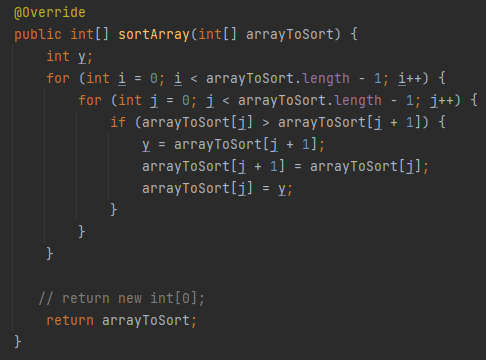 @Override
public int[] sortArray(int[] arrayToSort) {
    int y;
    for (int i = 0; i < arrayToSort.length - 1; i++) {
        for (int j = 0; j < arrayToSort.length - 1; j++) {
            if (arrayToSort[j] > arrayToSort[j + 1]) {
                y = arrayToSort[j + 1];
                arrayToSort[j + 1] = arrayToSort[j];
                arrayToSort[j] = y;
            }
        }
    }
   // return new int[0];
    return arrayToSort;
}